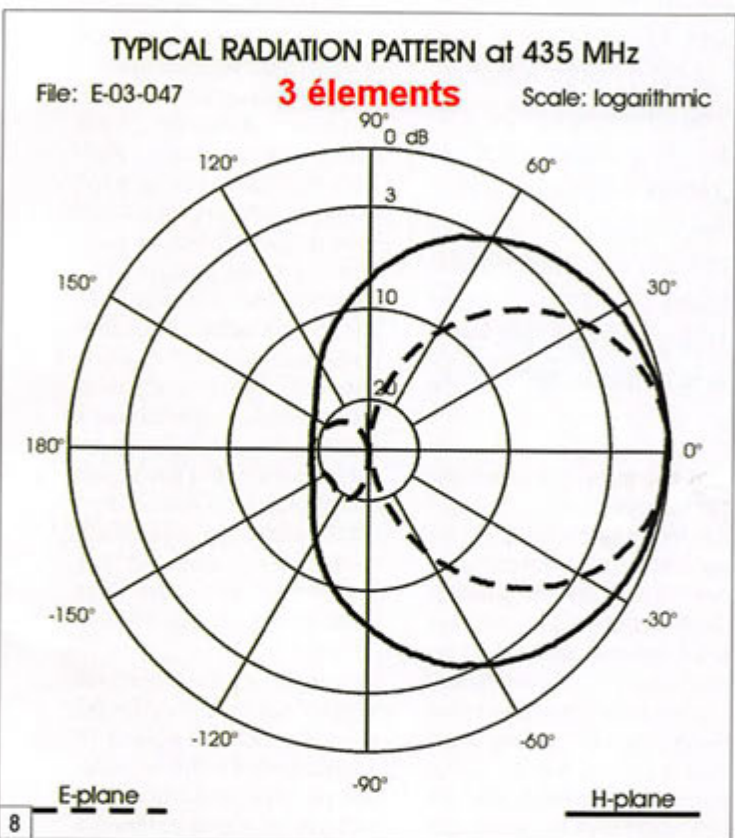 TYPICAL RADIATION PATTERN at 435 MHz
File: E-03-047
3 élements
Scale: logarithmic
90°
0 dB
120°
60°
3
150°
30°
10
20
180°
0°
-150°
-30°
-120°
-60°
-90°
E-plane
H-plane
8